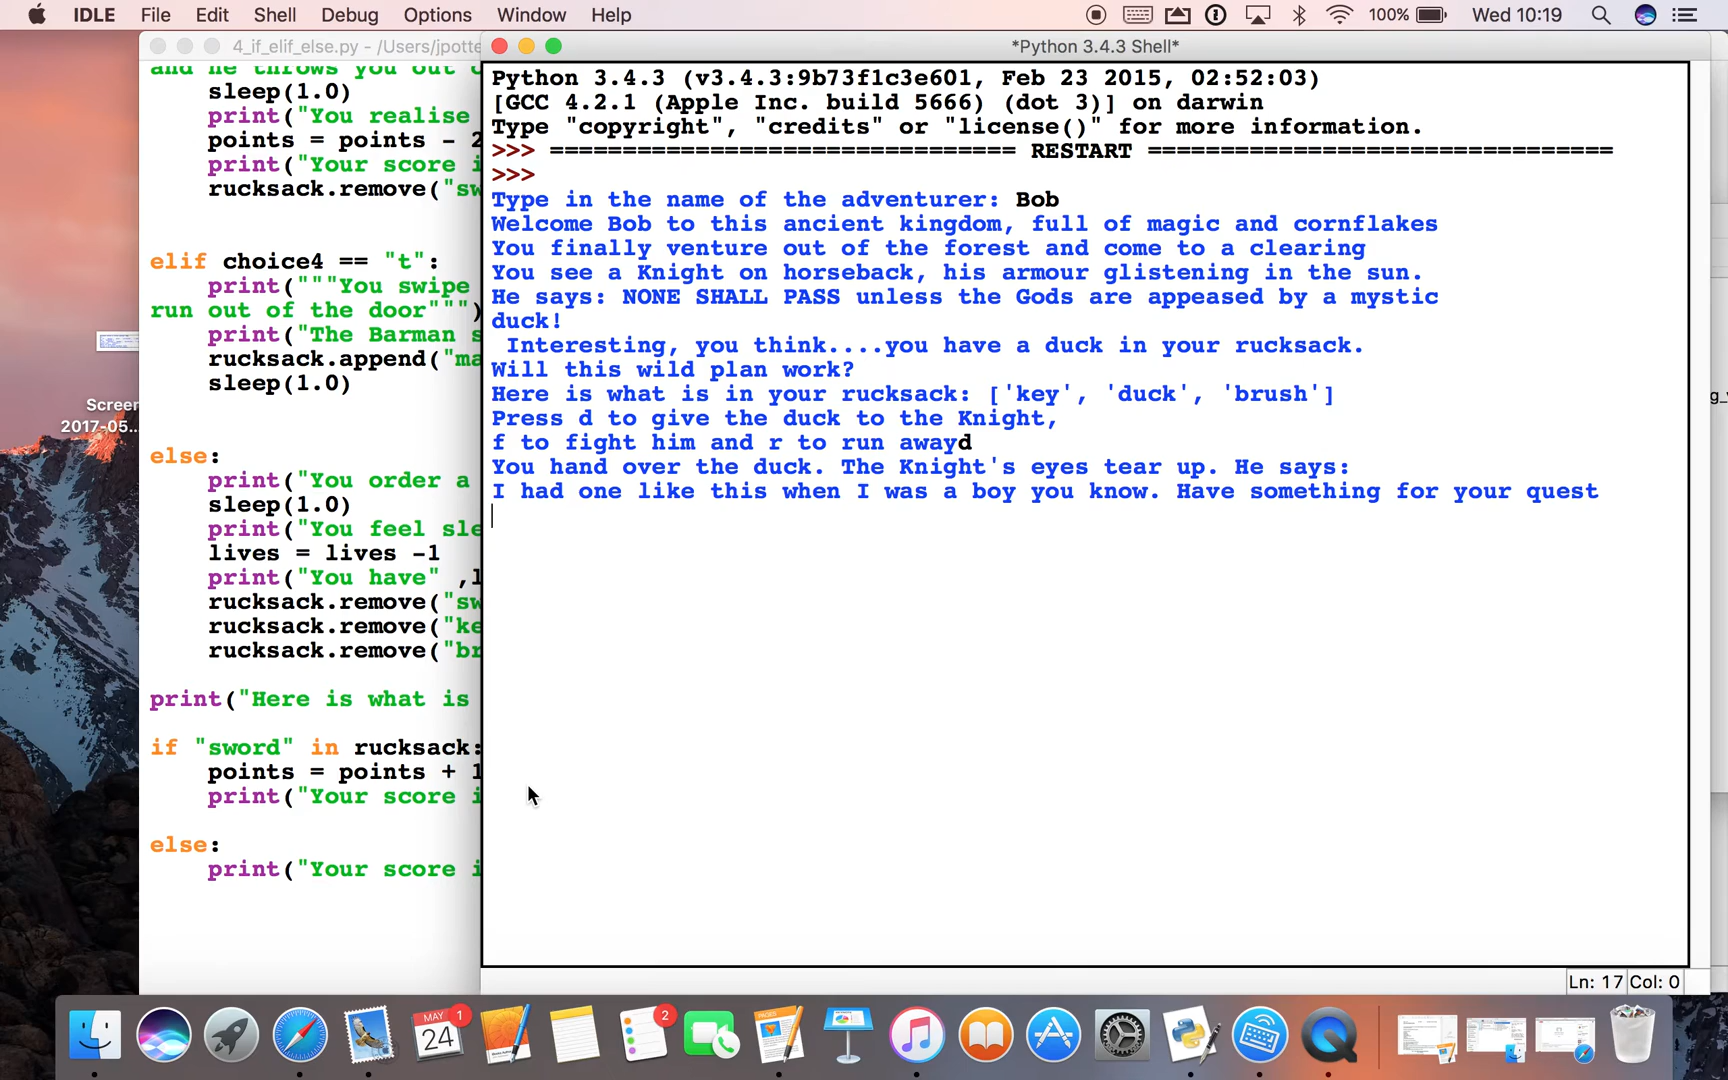 IDLE File Edit Shell Debug Options Window Help 100% Wed 10:19
4_if_elif_else.py - /Users/jpotte
*Python 3.4.3 Shell*
and he throws you out
sleep(1.0)
print("You realise
points = points - 2
print("Your score i
rucksack.remove("sw
elif choice4 == "t":
print("""You swipe
run out of the door""")
print("The Barman s
rucksack.append("ma
sleep(1.0)
else:
print("You order a
sleep(1.0)
print("You feel sle
lives = lives -1
print("You have" ,l
rucksack.remove("sw
rucksack.remove("ke
rucksack.remove("br
print("Here is what is
if "sword" in rucksack:
points = points + 1
print("Your score i
else:
print("Your score i
Python 3.4.3 (v3.4.3:9b73f1c3e601, Feb 23 2015, 02:52:03)
[GCC 4.2.1 (Apple Inc. build 5666) (dot 3)] on darwin
Type "copyright", "credits" or "license()" for more information.
>>> ================================ RESTART ================================
>>>
Type in the name of the adventurer: Bob
Welcome Bob to this ancient kingdom, full of magic and cornflakes
You finally venture out of the forest and come to a clearing
You see a Knight on horseback, his armour glistening in the sun.
He says: NONE SHALL PASS unless the Gods are appeased by a mystic
duck!
Interesting, you think....you have a duck in your rucksack.
Will this wild plan work?
Here is what is in your rucksack: ['key', 'duck', 'brush']
Press d to give the duck to the Knight,
f to fight him and r to run awayd
You hand over the duck. The Knight's eyes tear up. He says:
I had one like this when I was a boy you know. Have something for your quest
Ln: 17 Col: 0
Screen
2017-05...
MAY
24
1
2
PAGES